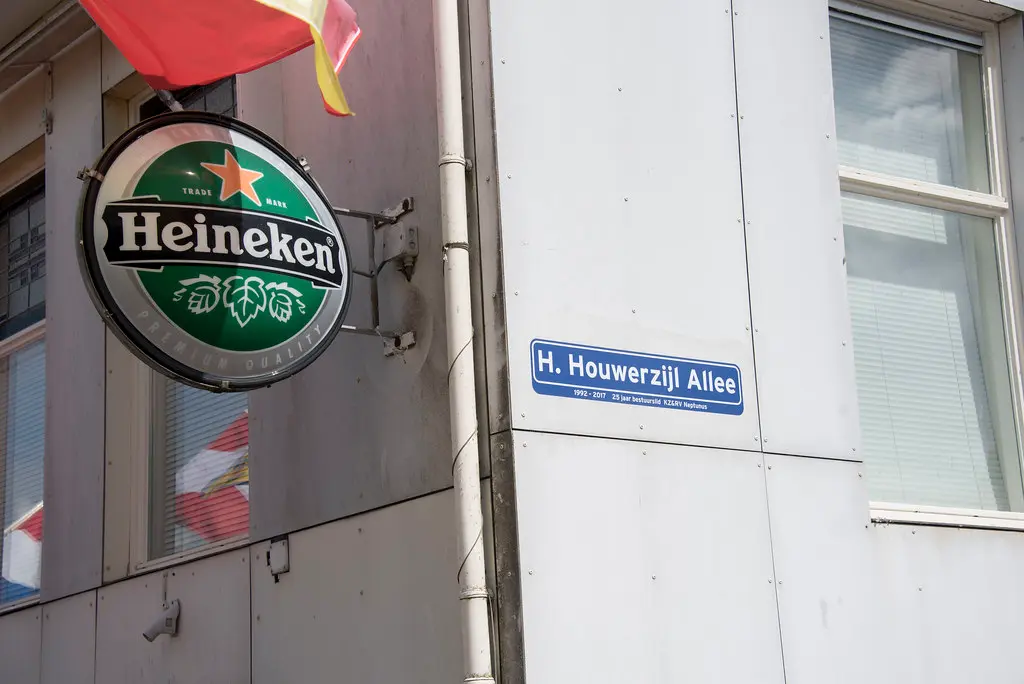 TRADE MARK
Heineken®
PREMIUM QUALITY
H. Houwerzijl Allee
1992 - 2017 25 jaar bestuurslid KZ&RV Neptunus